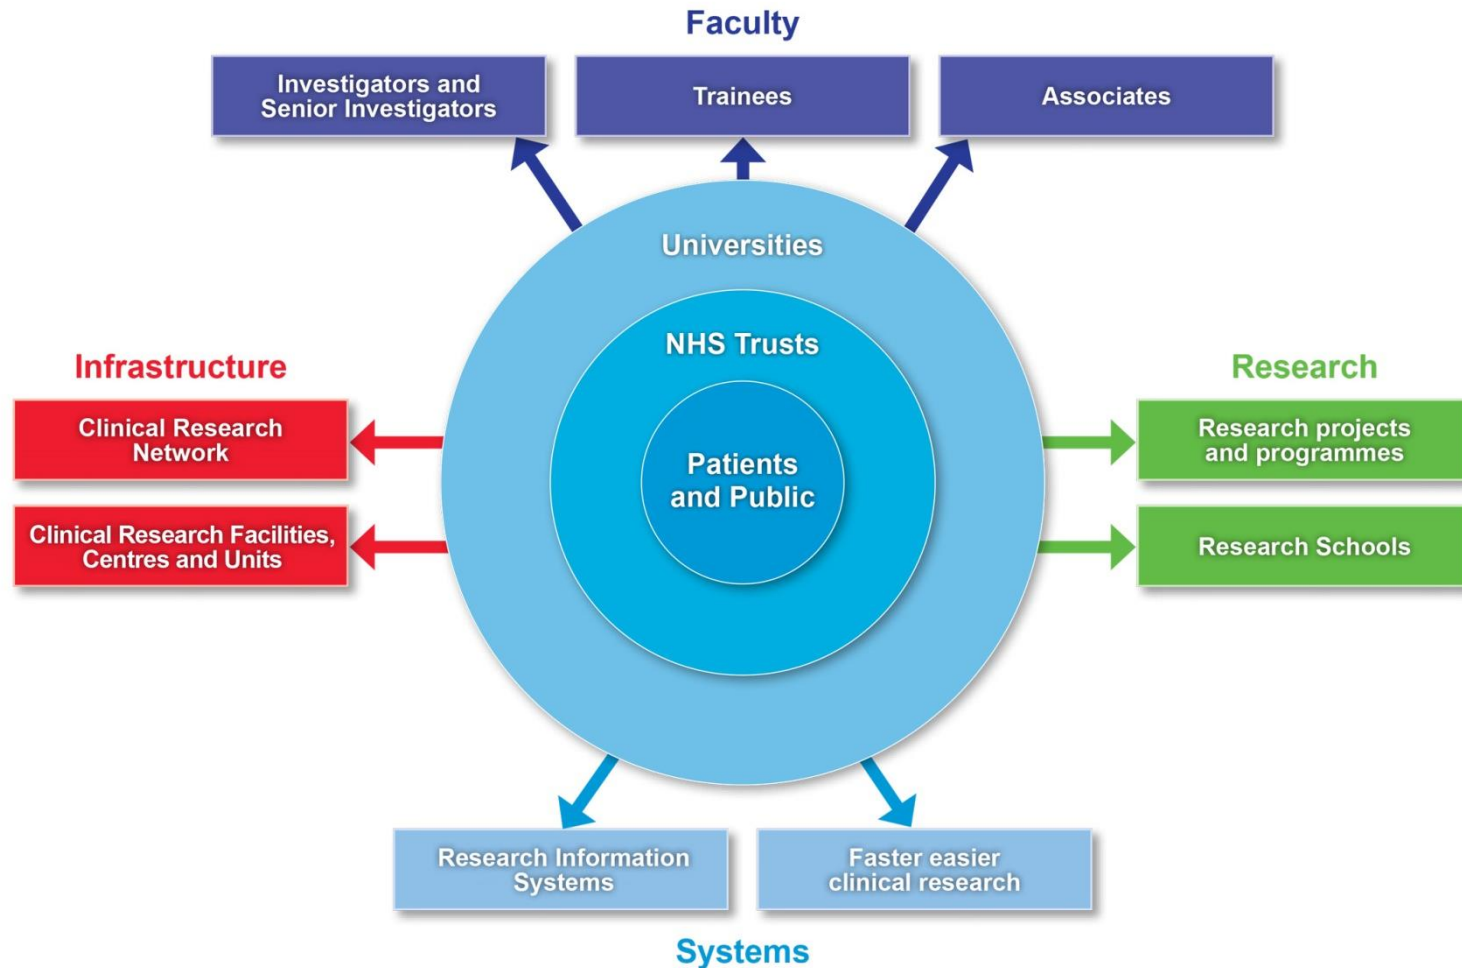 Faculty
Investigators and
Senior Investigators
Trainees
Associates
Universities
NHS Trusts
Patients
and Public
Infrastructure
Clinical Research
Network
Clinical Research Facilities,
Centres and Units
Research
Research projects
and programmes
Research Schools
Research Information
Systems
Faster easier
clinical research
Systems